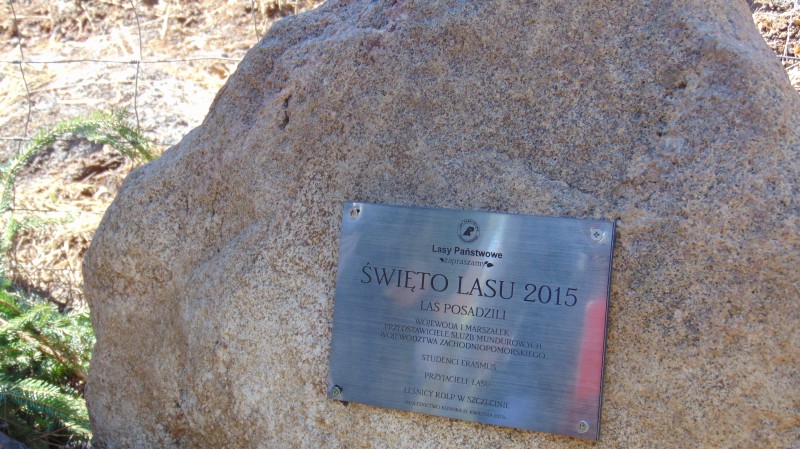 Lasy Państwowe
zapraszamy
ŚWIĘTO LASU 2015
LAS POSADZILI
WOJEWODA I MARSZAŁEK
PRZEDSTAWICIELE SŁUŻB MUNDUROWYCH
WOJEWÓDZTWA ZACHODNIOPOMORSKIEGO
STUDENCI ERASMUS
PRZYJACIELE LASU
LEŚNICY RDLP W SZCZECINIE